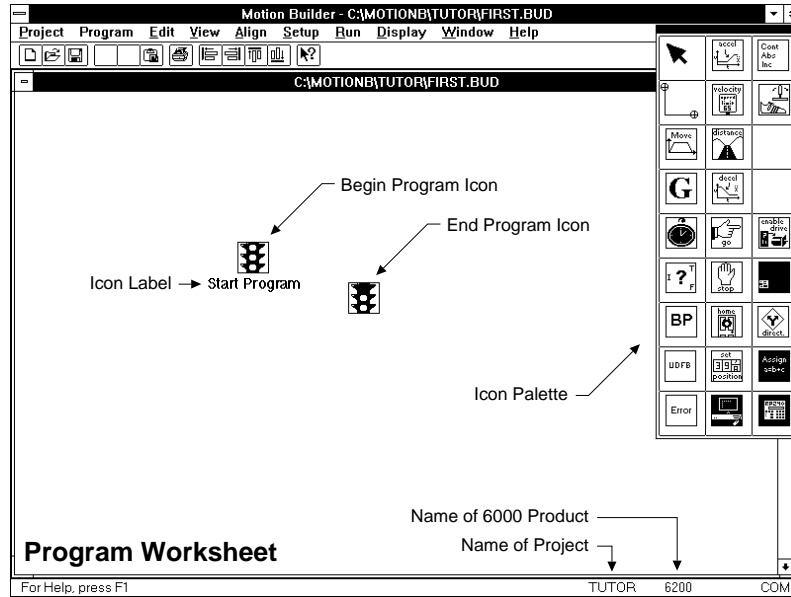 Motion Builder - C:\MOTIONB\TUTOR\FIRST.BUD
Project Program Edit View Align Setup Run Display Window Help
C:\MOTIONB\TUTOR\FIRST.BUD
accel
Cont
Abs
Inc
velocity
speed
limit
65
Move
distance
G
decel
go
enable
drive
I ? T
F
stop
BP
home
direct.
UDFB
set
position
Assign
a=b+c
Error
Begin Program Icon
End Program Icon
Icon Label
Start Program
Icon Palette
Name of 6000 Product
Name of Project
Program Worksheet
For Help, press F1
TUTOR 6200 COM